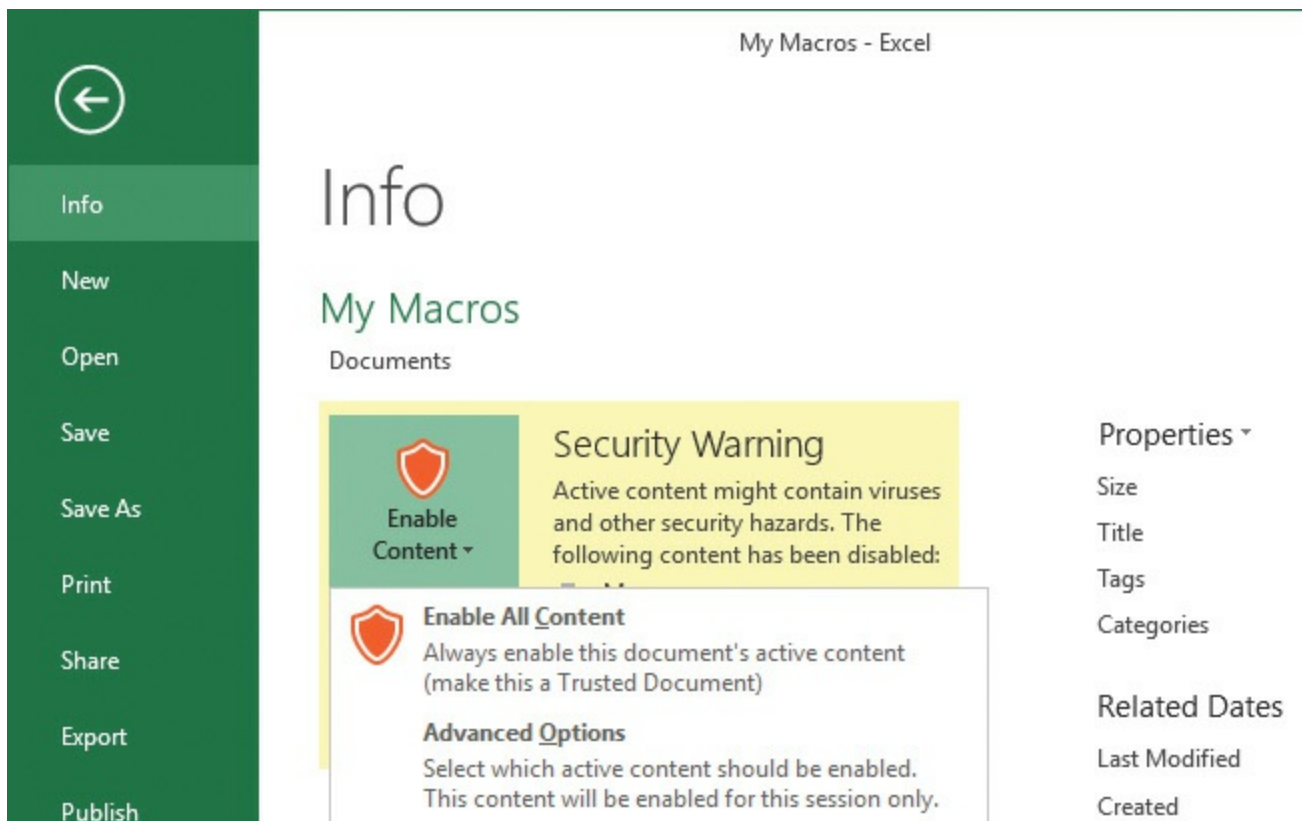 My Macros - Excel
Info
New
Open
Save
Save As
Print
Share
Export
Publish
Info
My Macros
Documents
Enable
Content
Security Warning
Active content might contain viruses
and other security hazards. The
following content has been disabled:
Enable All Content
Always enable this document's active content
(make this a Trusted Document)
Advanced Options
Select which active content should be enabled.
This content will be enabled for this session only.
Properties
Size
Title
Tags
Categories
Related Dates
Last Modified
Created